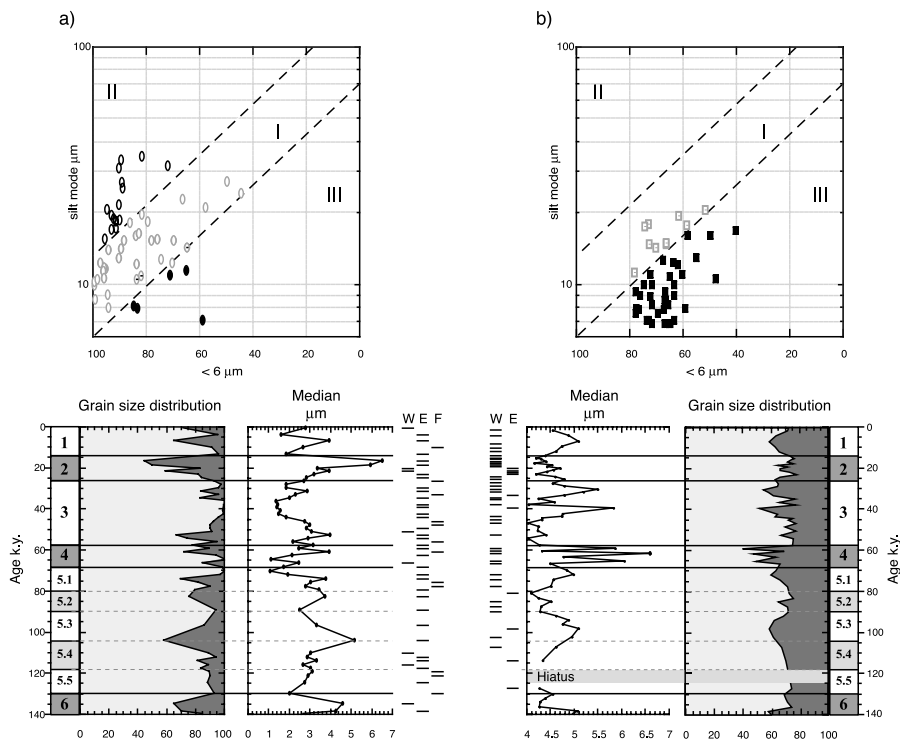 a)
b)
100
10
silt mode µm
II
I
III
100 80 60 40 20 0
< 6 µm
100
10
silt mode µm
II
I
III
100 80 60 40 20 0
< 6 µm
Grain size distribution
Median
µm
W E F
W E
Median
µm
Grain size distribution
Age k.y.
0
20
40
60
80
100
120
140
1
2
3
4
5.1
5.2
5.3
5.4
5.5
6
0 20 40 60 80 100
0 1 2 3 4 5 6 7
Hiatus
4 4.5 5 5.5 6 6.5 7
0 20 40 60 80 100
1
2
3
4
5.1
5.2
5.3
5.4
5.5
6
0
20
40
60
80
100
120
140
Age k.y.